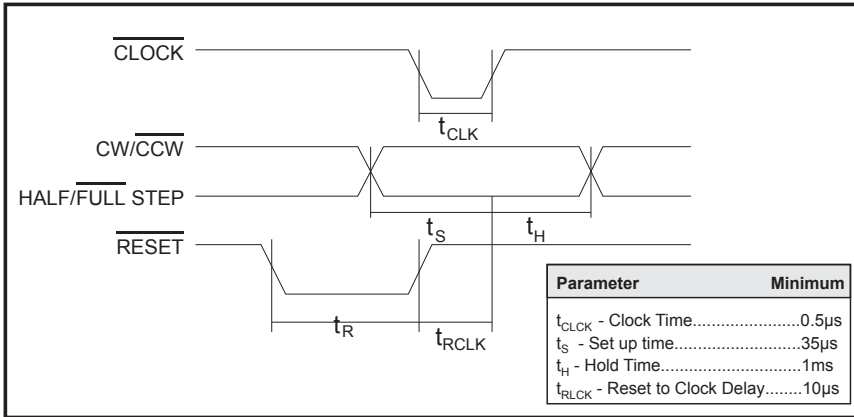 CLOCK
t_CLK
CW/CCW
HALF/FULL STEP
t_S t_H
RESET
t_R t_RCLK
Parameter Minimum
t_CLCK - Clock Time.......................0.5µs
t_S - Set up time...........................35µs
t_H - Hold Time..............................1ms
t_RLCK - Reset to Clock Delay........10µs